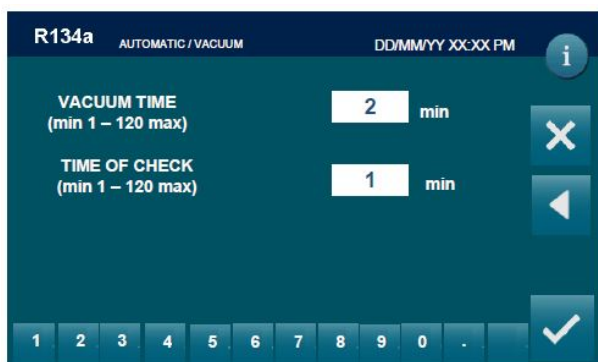 R134a AUTOMATIC / VACUUM DD/MM/YY XX:XX PM
i
VACUUM TIME 2 min
(min 1 – 120 max)
TIME OF CHECK 1 min
(min 1 – 120 max)
1 2 3 4 5 6 7 8 9 0 .